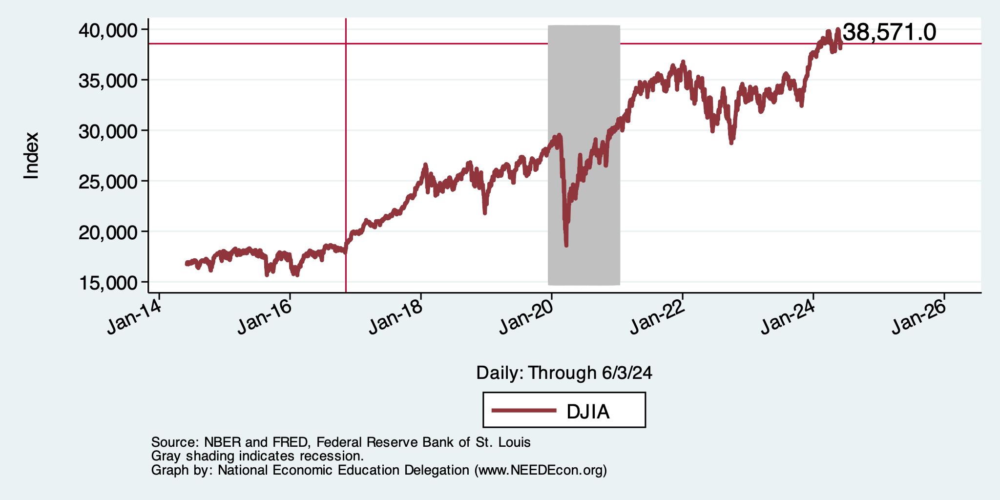 40,000
35,000
30,000
25,000
20,000
15,000
Index
38,571.0
Jan-14
Jan-16
Jan-18
Jan-20
Jan-22
Jan-24
Jan-26
Daily: Through 6/3/24
DJIA
Source: NBER and FRED, Federal Reserve Bank of St. Louis
Gray shading indicates recession.
Graph by: National Economic Education Delegation (www.NEEDEcon.org)